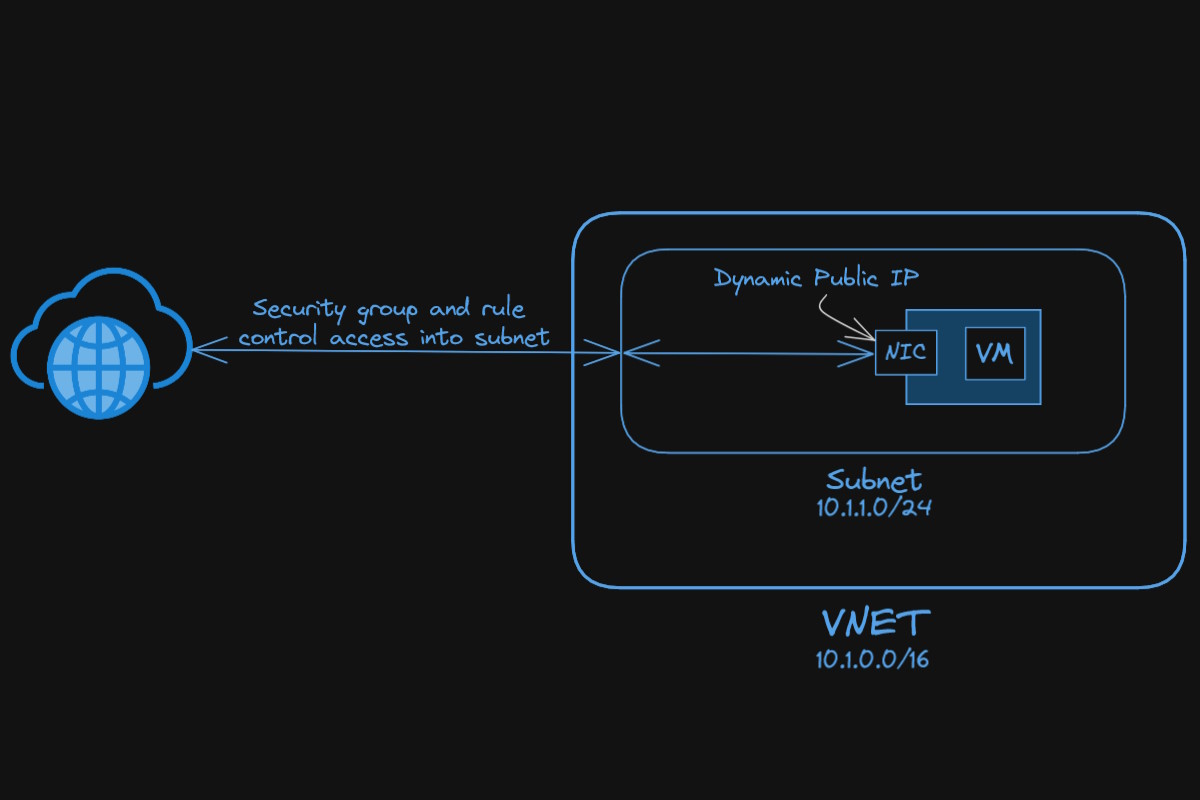 Security group and rule
control access into subnet
Dynamic Public IP
NIC
VM
Subnet
10.1.1.0/24
VNET
10.1.0.0/16